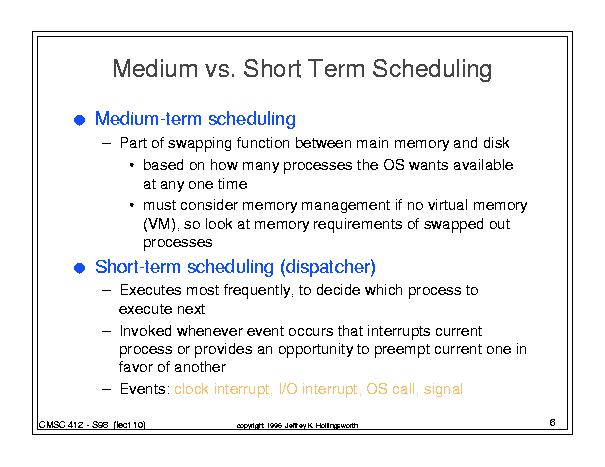 Medium vs. Short Term Scheduling
● Medium-term scheduling
– Part of swapping function between main memory and disk
• based on how many processes the OS wants available
at any one time
• must consider memory management if no virtual memory
(VM), so look at memory requirements of swapped out
processes
● Short-term scheduling (dispatcher)
– Executes most frequently, to decide which process to
execute next
– Invoked whenever event occurs that interrupts current
process or provides an opportunity to preempt current one in
favor of another
– Events: clock interrupt, I/O interrupt, OS call, signal
CMSC 412 - S96 (lect 10) copyright 1996 Jeffrey K. Hollingsworth 6